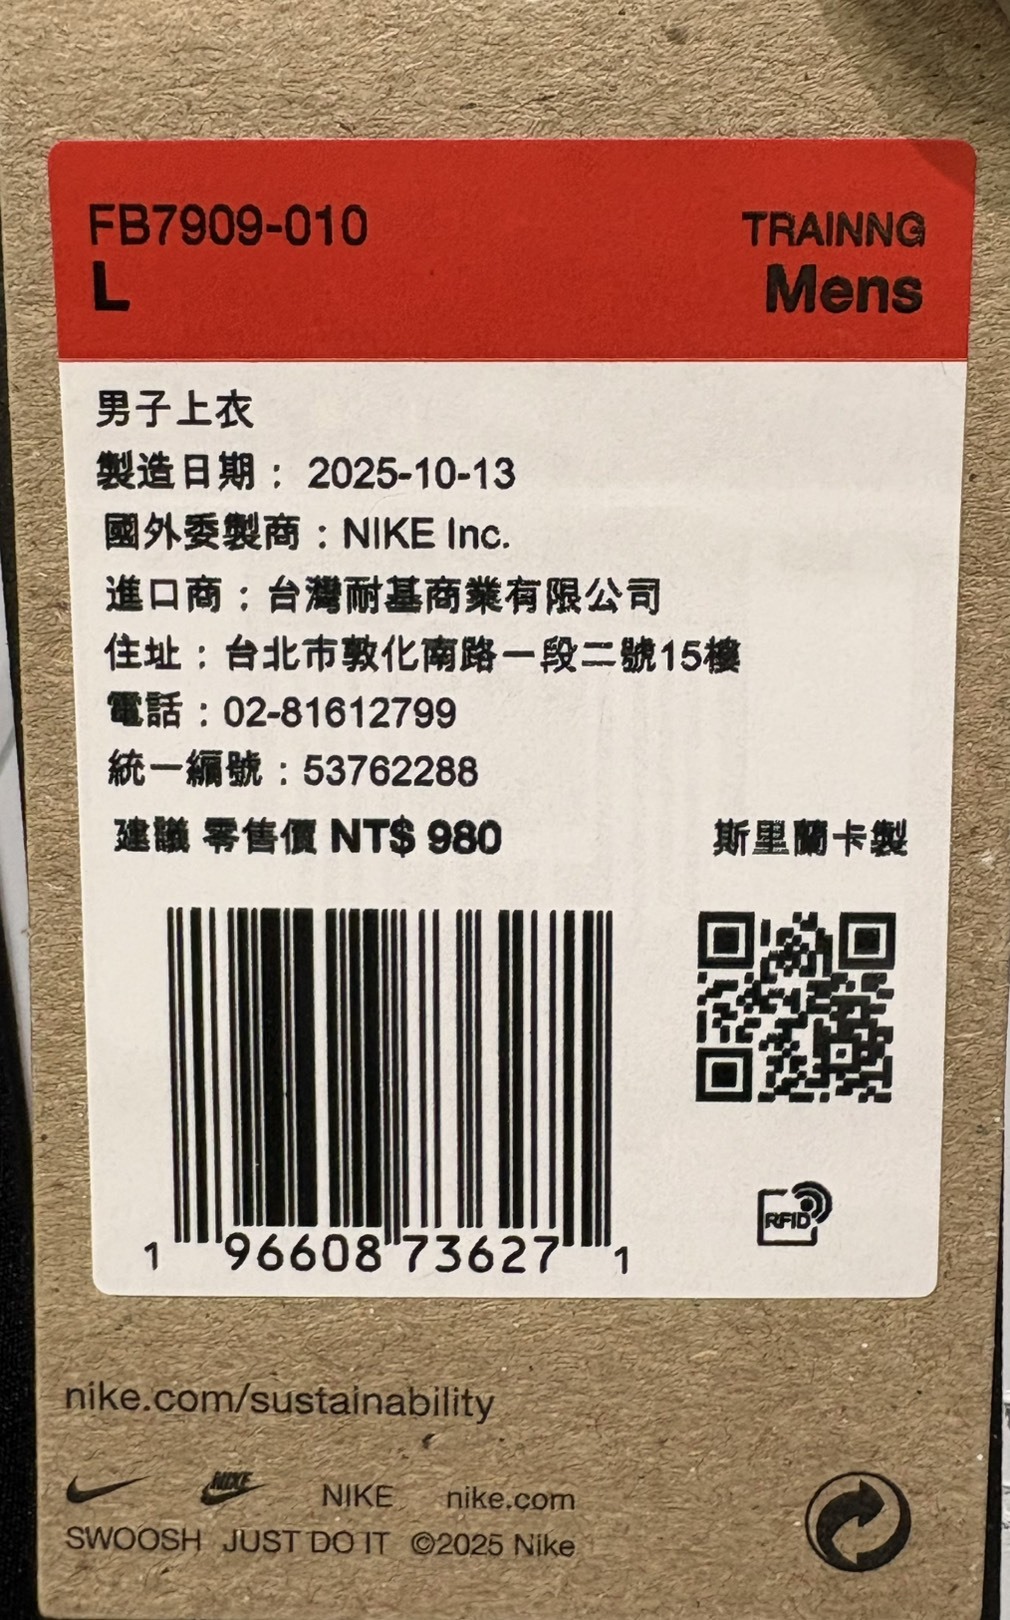 FB7909-010 TRAINNG
L Mens
男子上衣
製造日期： 2025-10-13
國外委製商：NIKE Inc.
進口商：台灣耐基商業有限公司
住址：台北市敦化南路一段二號15樓
電話：02-81612799
統一編號：53762288
建議 零售價 NT$ 980 斯里蘭卡製
RFID
1 96608 73627 1
nike.com/sustainability
NIKE NIKE nike.com
SWOOSH JUST DO IT ©2025 Nike